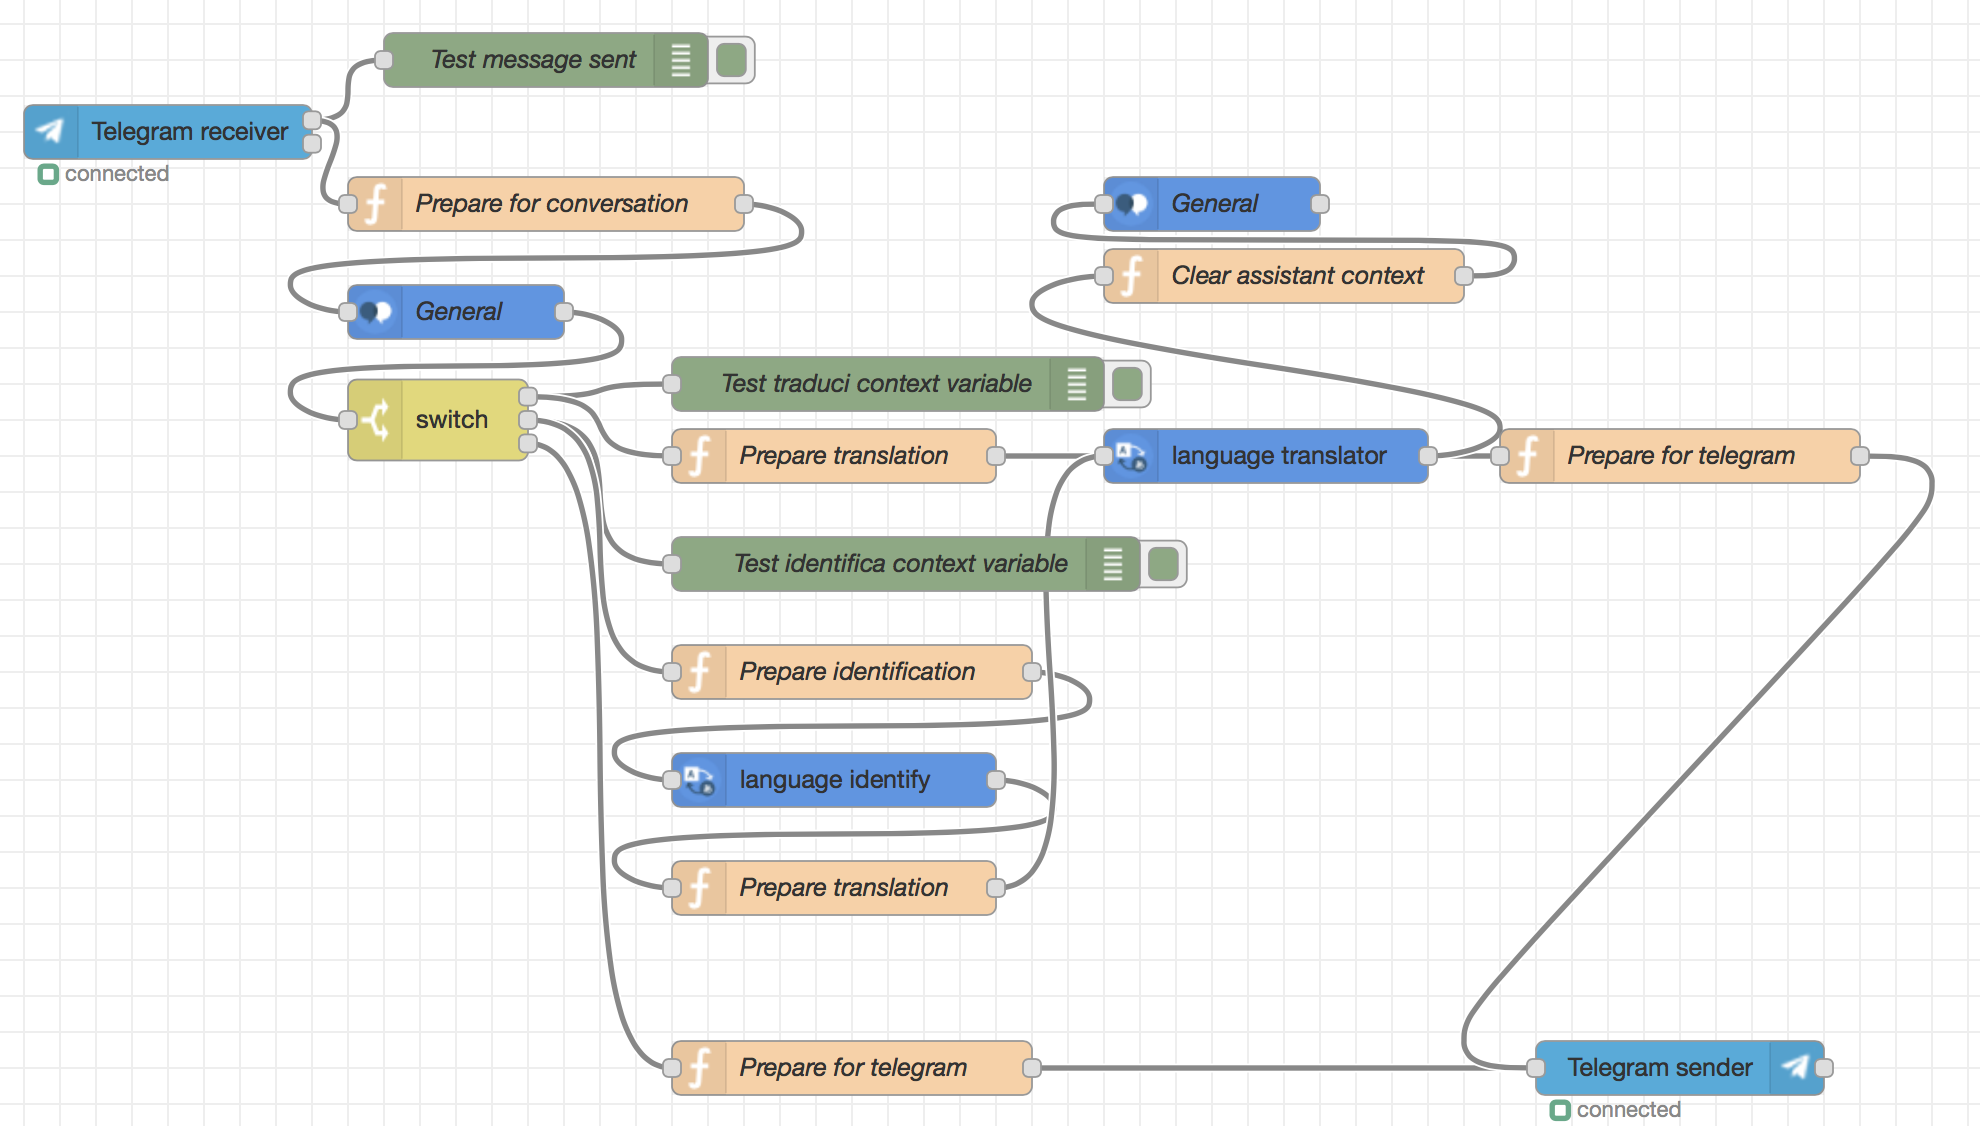 Test message sent
Telegram receiver
connected
Prepare for conversation
General
General
Clear assistant context
switch
Test traduci context variable
Prepare translation
language translator
Prepare for telegram
Test identifica context variable
Prepare identification
language identify
Prepare translation
Prepare for telegram
Telegram sender
connected